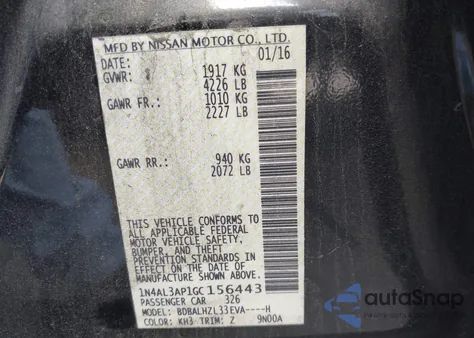 MFD BY NISSAN MOTOR CO., LTD.
DATE: 01/16
GVWR: 1917 KG
4226 LB
GAWR FR.: 1010 KG
2227 LB
GAWR RR.: 940 KG
2072 LB
THIS VEHICLE CONFORMS TO
ALL APPLICABLE FEDERAL
MOTOR VEHICLE SAFETY,
BUMPER, AND THEFT
PREVENTION STANDARDS
IN EFFECT ON THE DATE OF
MANUFACTURE SHOWN ABOVE.
1N4AL3AP1GC156443
PASSENGER CAR 326
MODEL: BDBALHZL33EVA----H
COLOR: KH3 TRIM: Z 9N00A
autoSnap